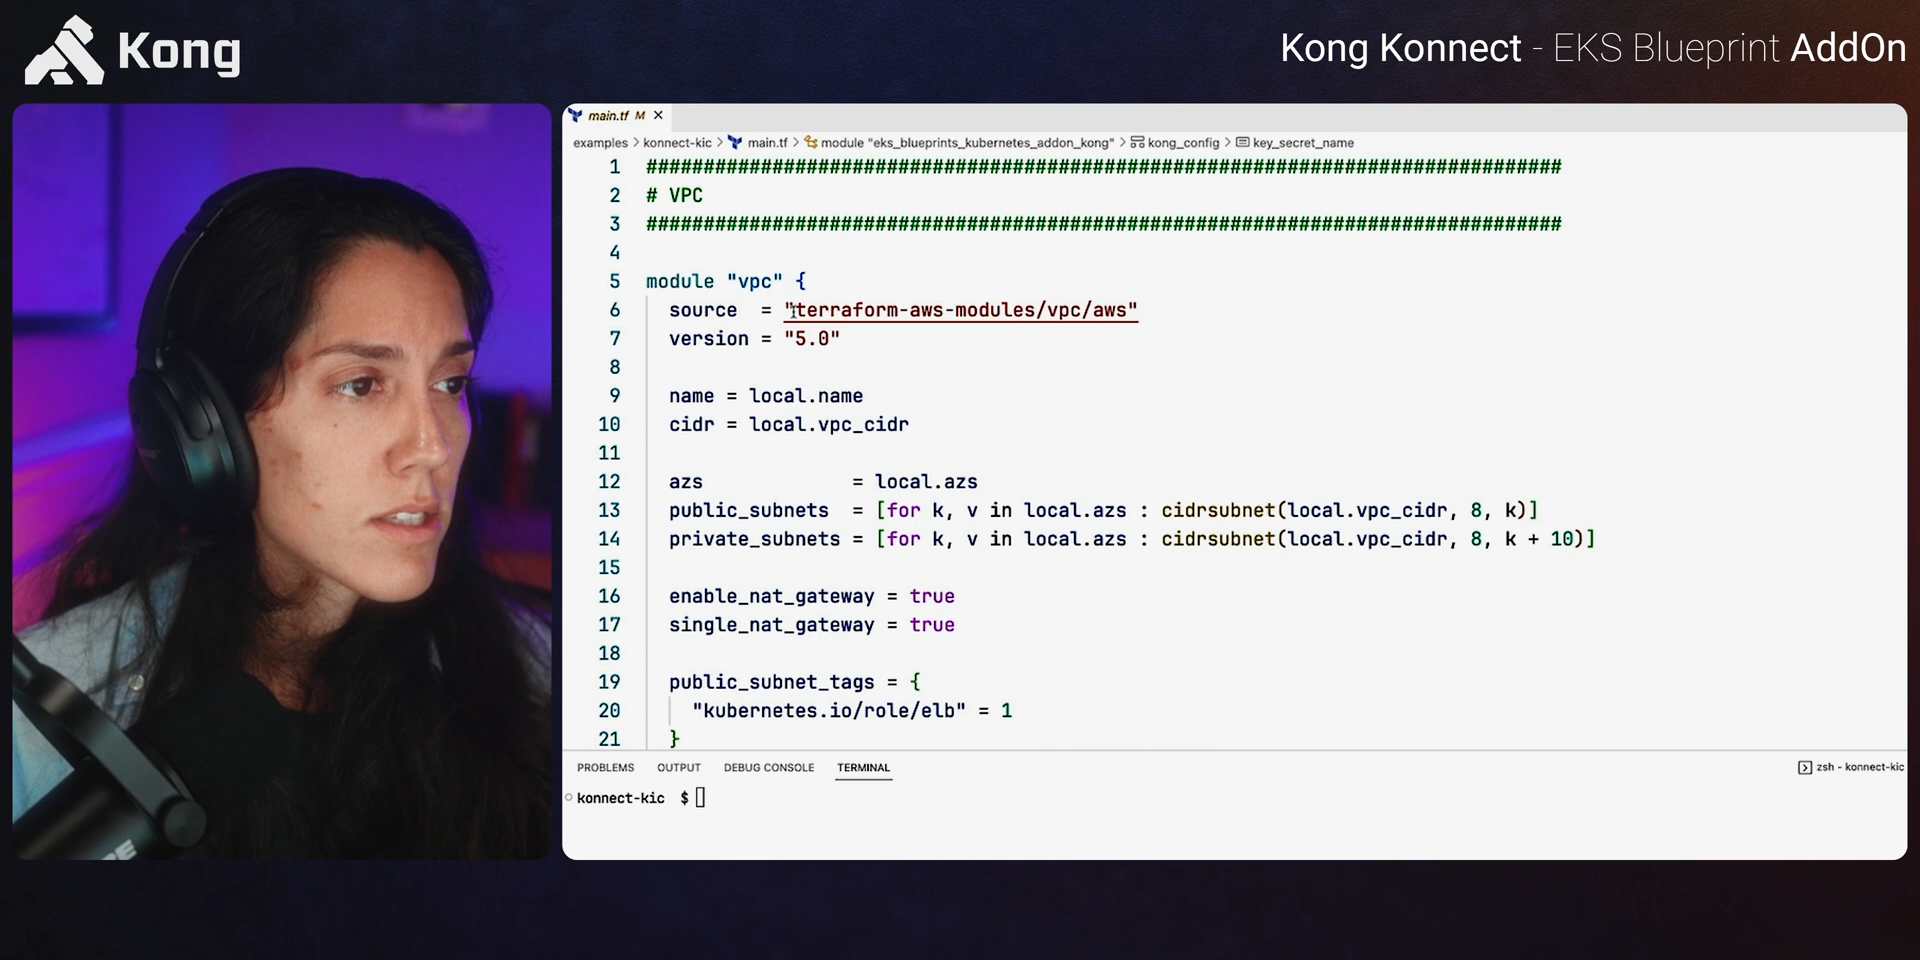 Kong
Kong Konnect - EKS Blueprint AddOn
main.tf M ×
examples > konnect-kic > main.tf > module "eks_blueprints_kubernetes_addon_kong" > kong_config > key_secret_name
1 ################################################################################
2 # VPC
3 ################################################################################
4
5 module "vpc" {
6 source = "terraform-aws-modules/vpc/aws"
7 version = "5.0"
8
9 name = local.name
10 cidr = local.vpc_cidr
11
12 azs = local.azs
13 public_subnets = [for k, v in local.azs : cidrsubnet(local.vpc_cidr, 8, k)]
14 private_subnets = [for k, v in local.azs : cidrsubnet(local.vpc_cidr, 8, k + 10)]
15
16 enable_nat_gateway = true
17 single_nat_gateway = true
18
19 public_subnet_tags = {
20 "kubernetes.io/role/elb" = 1
21 }
PROBLEMS OUTPUT DEBUG CONSOLE TERMINAL
zsh - konnect-kic
konnect-kic $